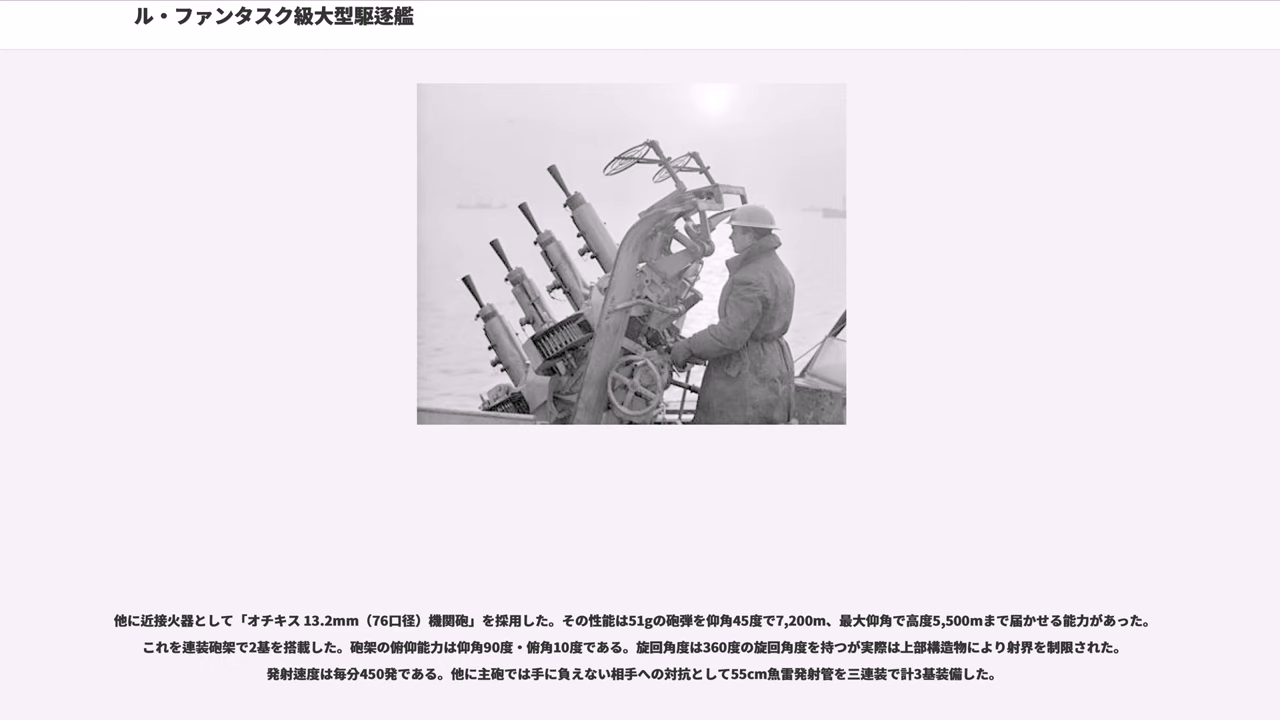 ル・ファンタスク級大型駆逐艦
他に近接火器として「オチキス 13.2mm（76口径）機関砲」を採用した。その性能は51gの砲弾を仰角45度で7,200m、最大仰角で高度5,500mまで届かせる能力があった。
これを連装砲架で2基を搭載した。砲架の俯仰能力は仰角90度・俯角10度である。旋回角度は360度の旋回角度を持つが実際は上部構造物により射界を制限された。
発射速度は毎分450発である。他に主砲では手に負えない相手への対抗として55cm魚雷発射管を三連装で計3基装備した。